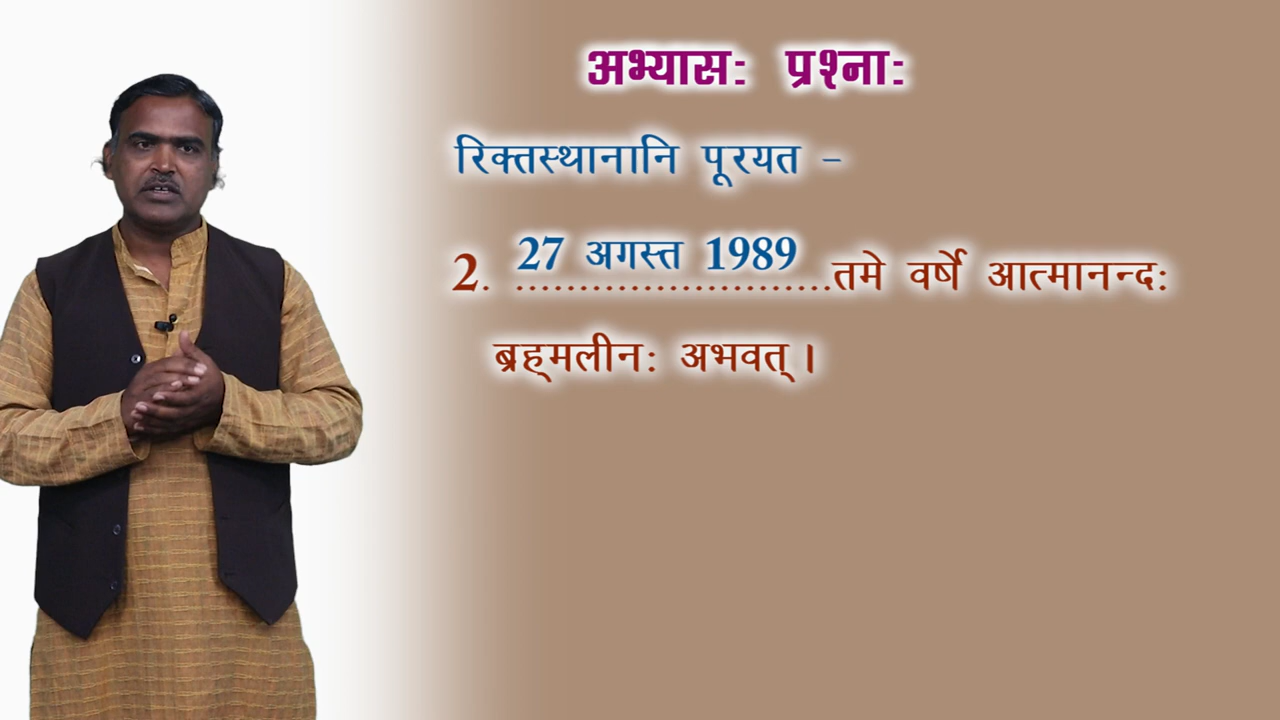 अभ्यासः प्रश्नाः
रिक्तस्थानानि पूरयत -
2. 27 अगस्त 1989.........................तमे वर्षे आत्मानन्दः
ब्रह्मलीनः अभवत्।